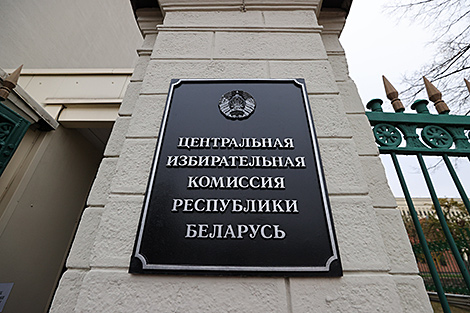 ЦЕНТРАЛЬНАЯ
ИЗБИРАТЕЛЬНАЯ
КОМИССИЯ
РЕСПУБЛИКИ
БЕЛАРУСЬ